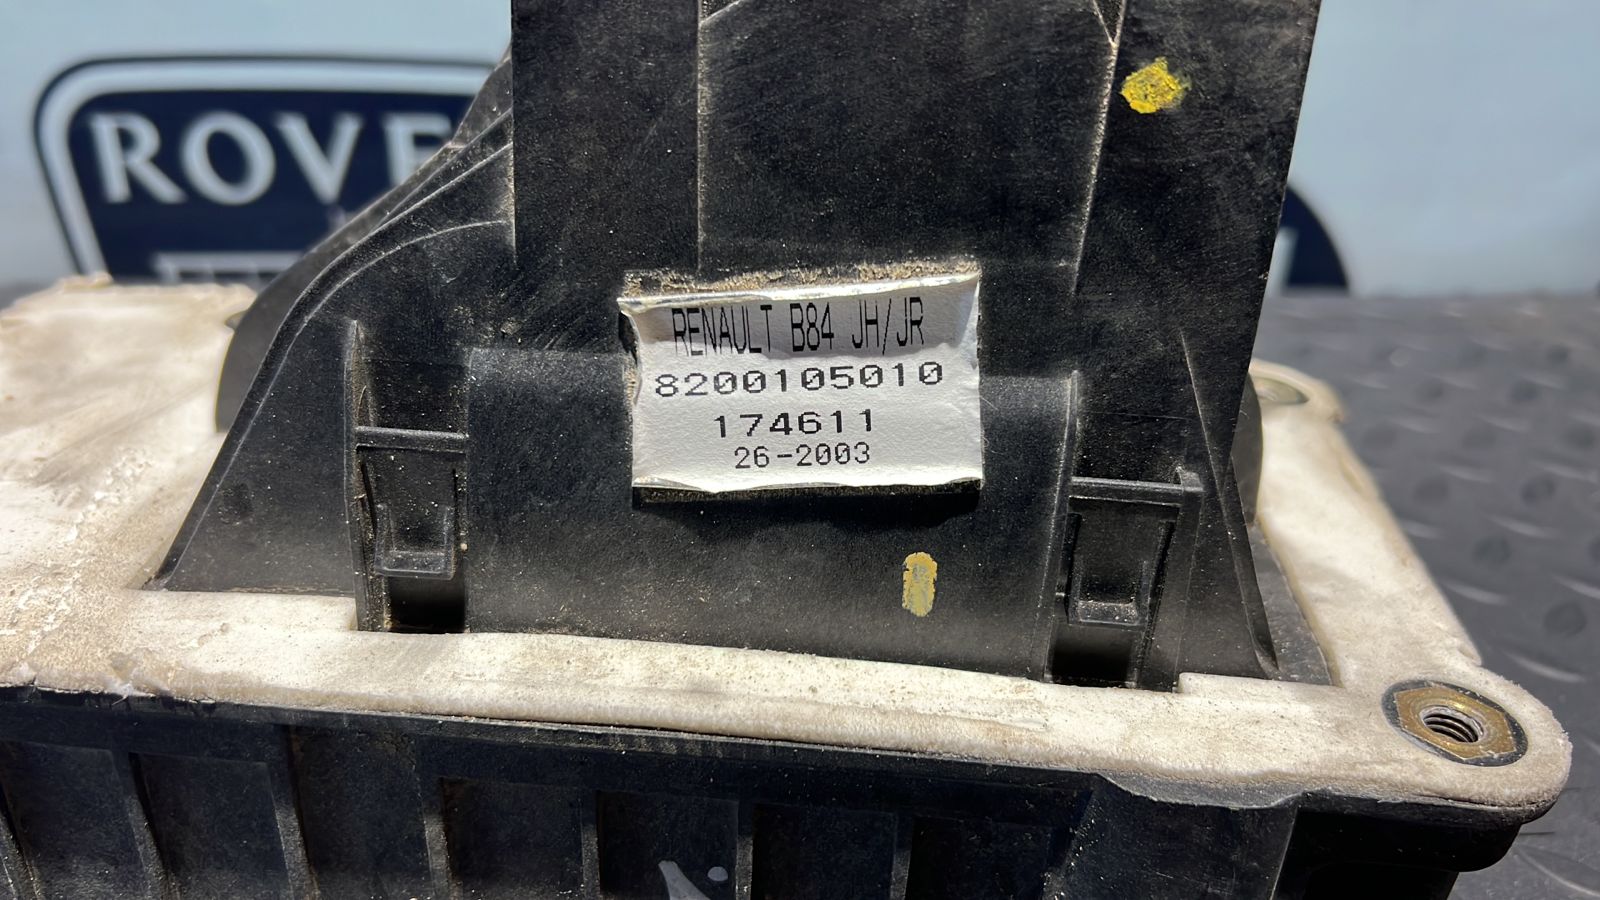 ROVE
RENAULT B84 JH/JR
8200105010
174611
26-2003